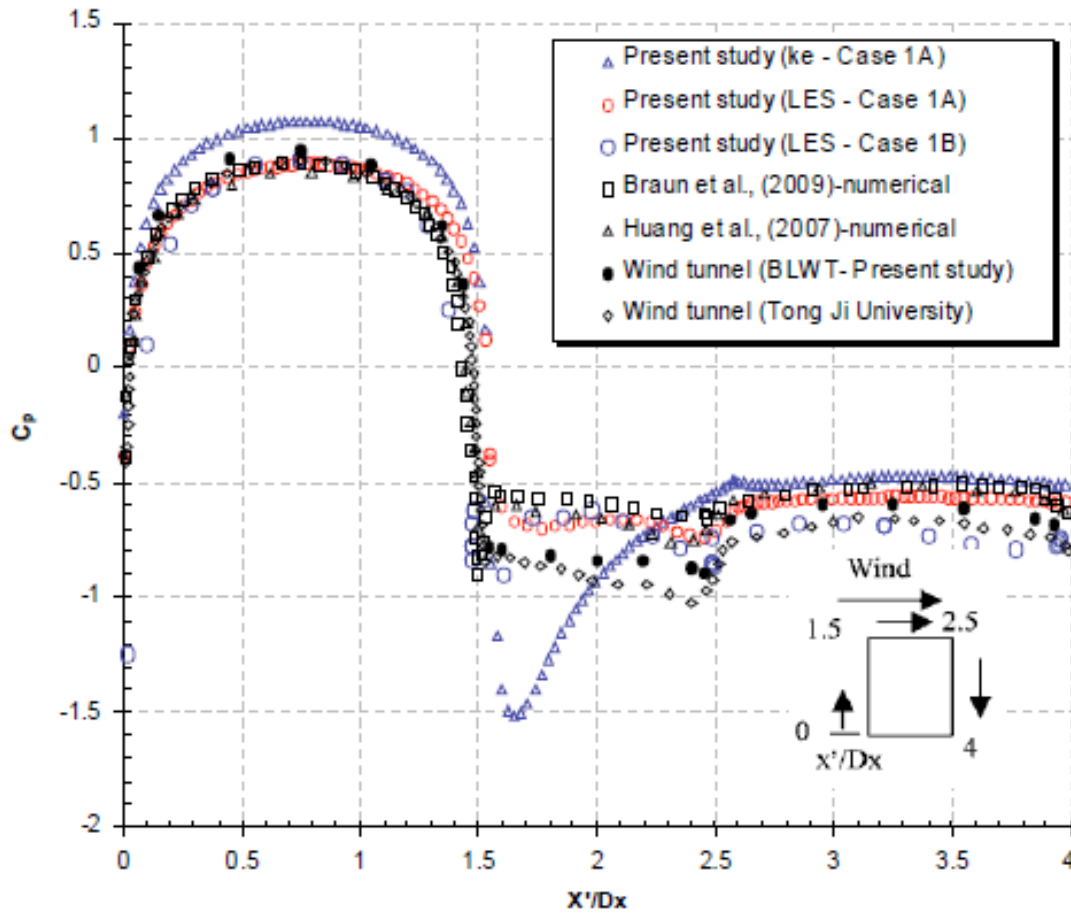 1.5
1
0.5
0
-0.5
-1
-1.5
-2
Cp
Present study (ke - Case 1A)
Present study (LES - Case 1A)
Present study (LES - Case 1B)
Braun et al., (2009)-numerical
Huang et al., (2007)-numerical
Wind tunnel (BLWT- Present study)
Wind tunnel (Tong Ji University)
Wind
1.5 2.5
0
x'/Dx
4
0 0.5 1 1.5 2 2.5 3 3.5 4
X'/Dx